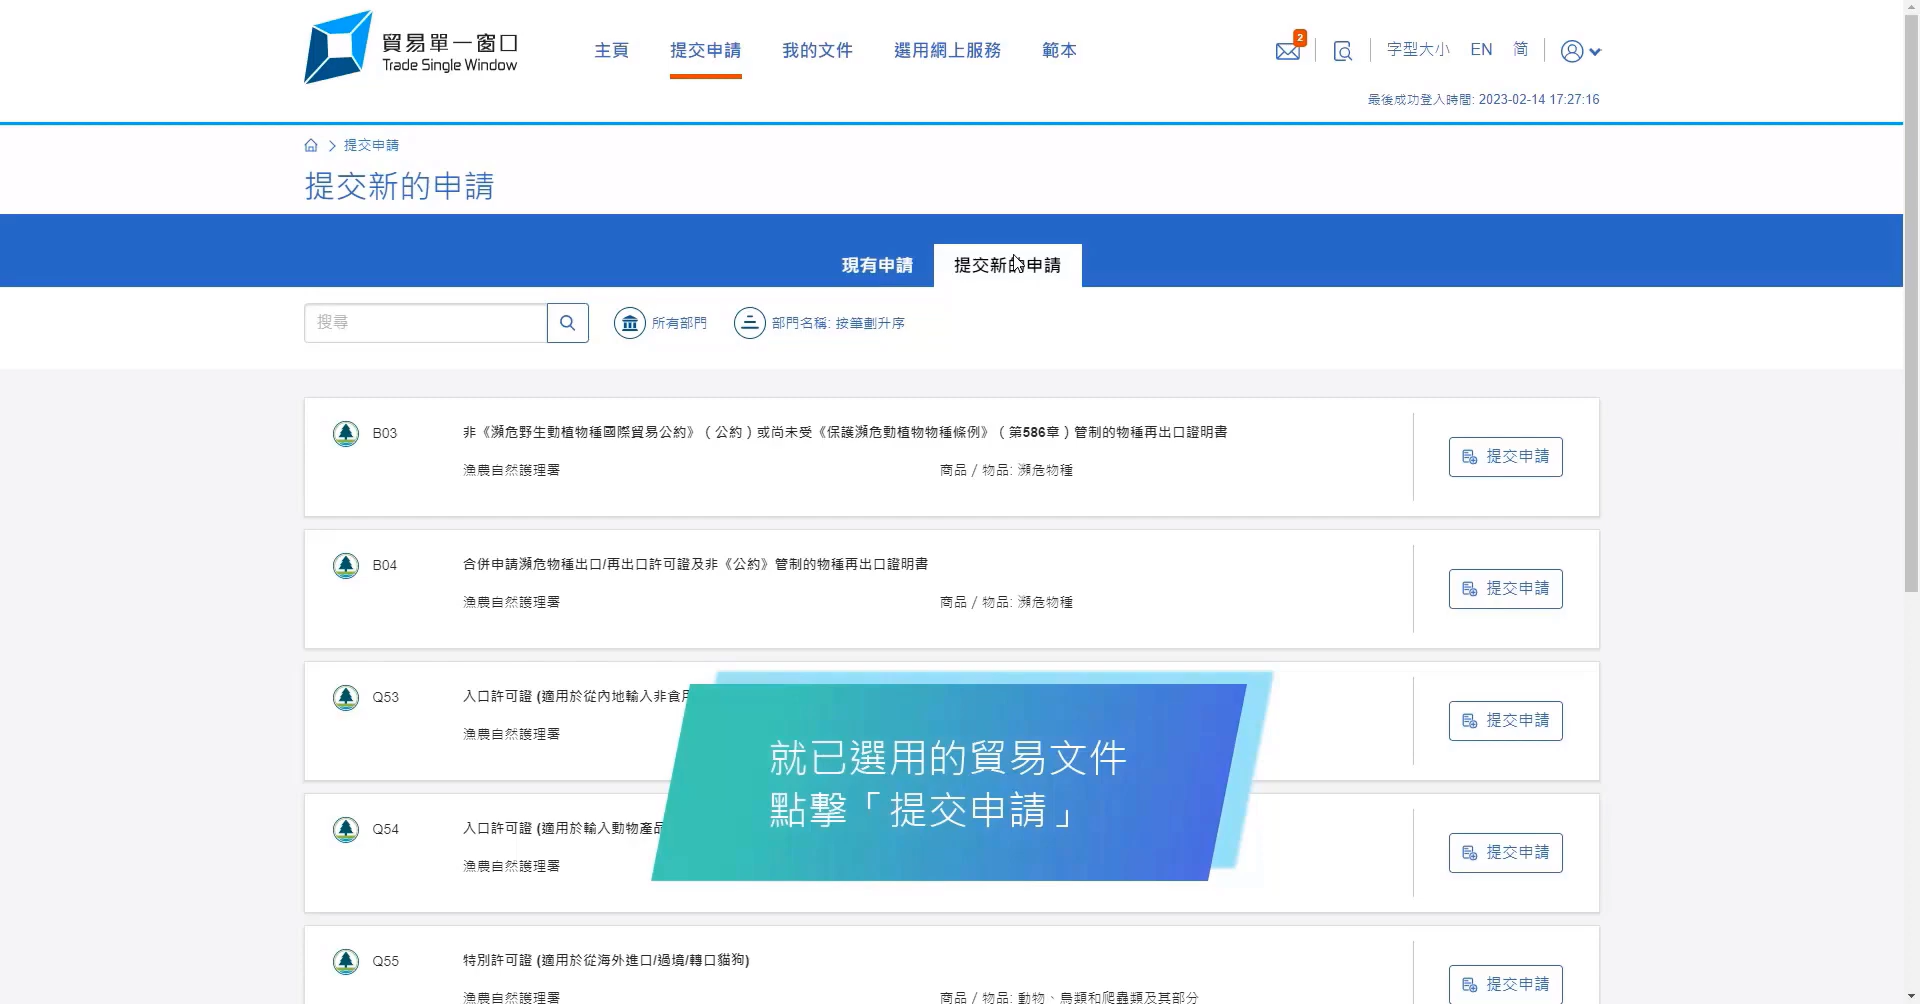 貿易單一窗口
Trade Single Window
主頁
提交申請
我的文件
選用網上服務
範本
2
字型大小
EN
简
最後成功登入時間: 2023-02-14 17:27:16
提交申請
提交新的申請
現有申請
提交新的申請
搜尋
所有部門
部門名稱: 按筆劃升序
B03
非《瀕危野生動植物種國際貿易公約》（公約）或尚未受《保護瀕危動植物物種條例》（第586章）管制的物種再出口證明書
漁農自然護理署
商品 / 物品: 瀕危物種
提交申請
B04
合併申請瀕危物種出口/再出口許可證及非《公約》管制的物種再出口證明書
漁農自然護理署
商品 / 物品: 瀕危物種
提交申請
Q53
入口許可證 (適用於從內地輸入非食用
漁農自然護理署
提交申請
就已選用的貿易文件
點擊「提交申請」
Q54
入口許可證 (適用於輸入動物產品
漁農自然護理署
提交申請
Q55
特別許可證 (適用於從海外進口/過境/轉口貓狗)
漁農自然護理署
商品 / 物品: 動物、鳥類和爬蟲類及其部分
提交申請